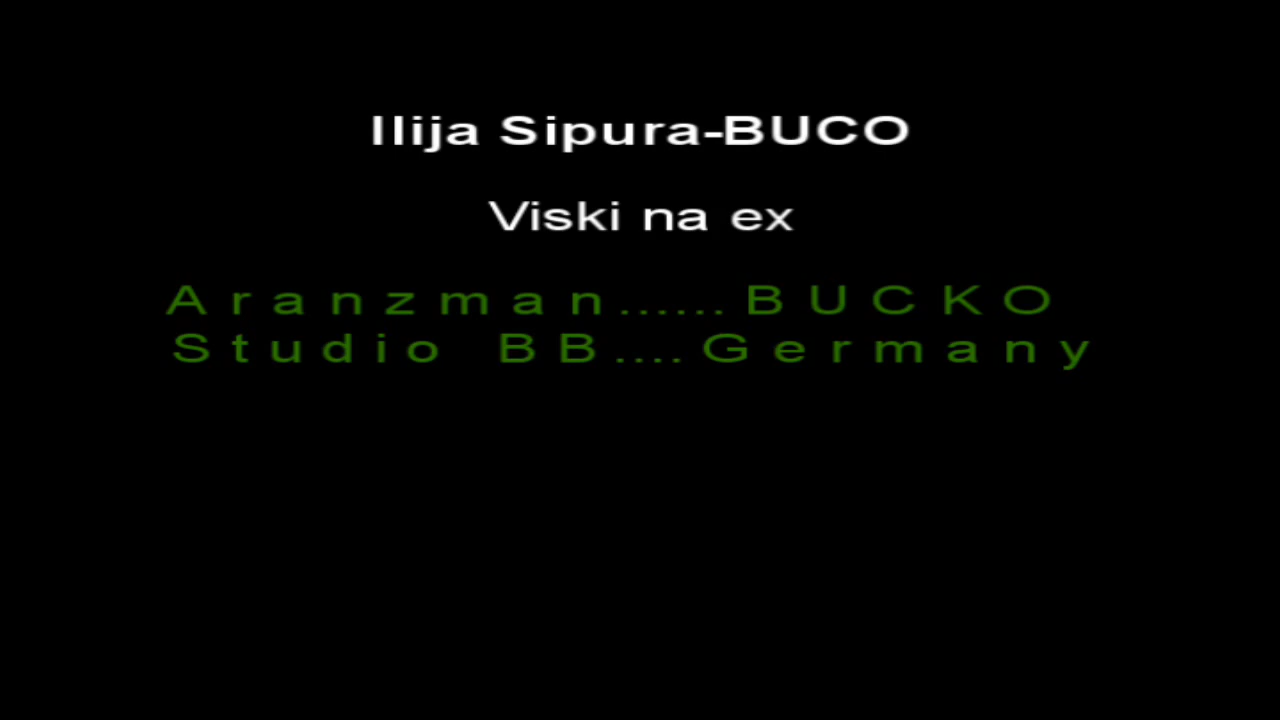 Ilija Sipura-BUCO
Viski na ex
Aranzman......BUCKO
Studio BB....Germany